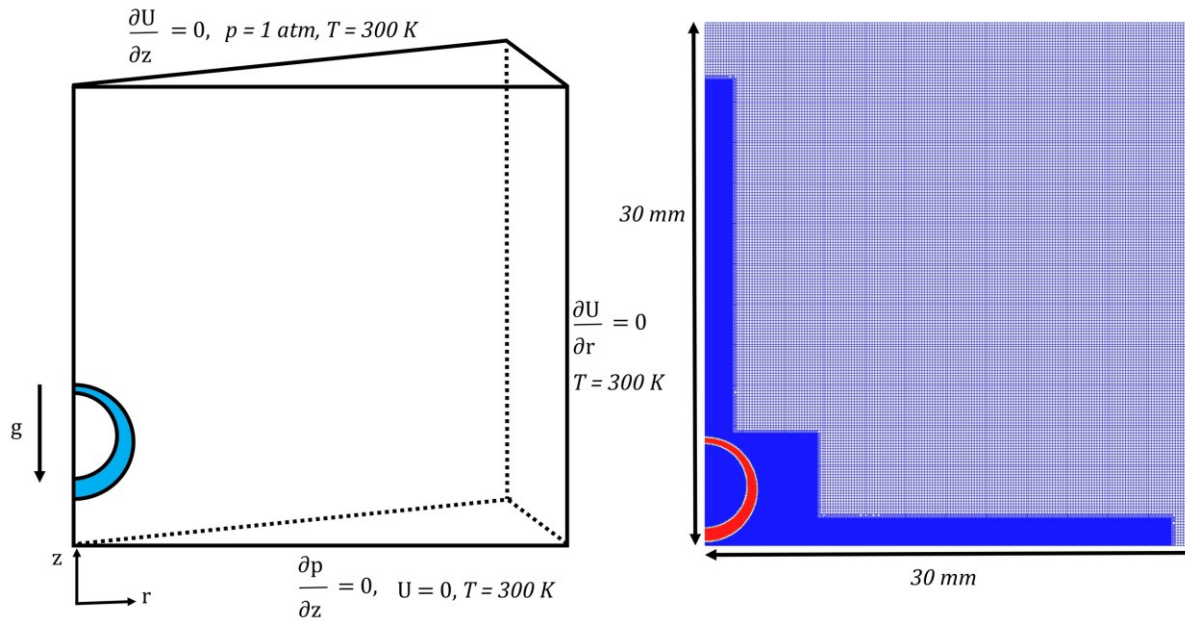 ∂U/∂z = 0, p = 1 atm, T = 300 K
30 mm
∂U/∂r = 0
T = 300 K
g
z
r
∂p/∂z = 0, U = 0, T = 300 K
30 mm